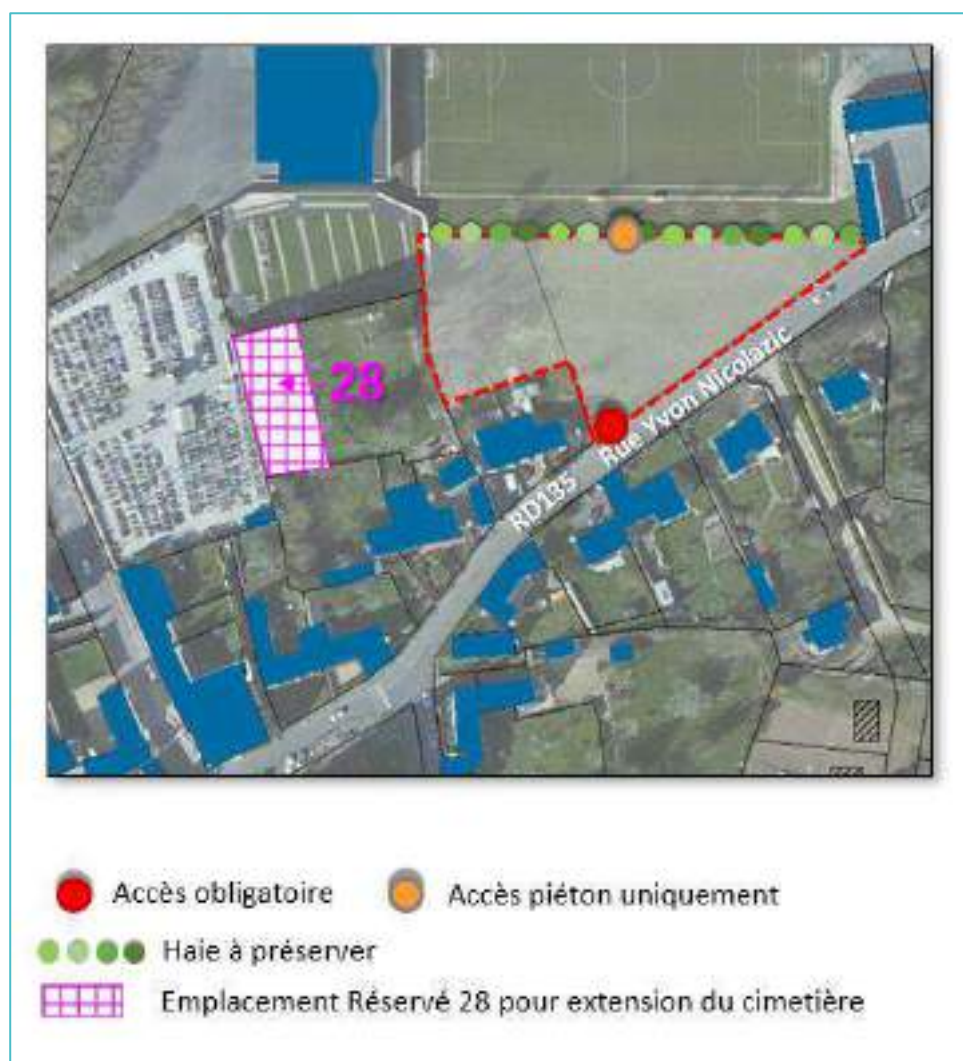 28
RD135 Rue Yvon Nicolazic
Accès obligatoire
Accès piéton uniquement
Haie à préserver
Emplacement Réservé 28 pour extension du cimetière